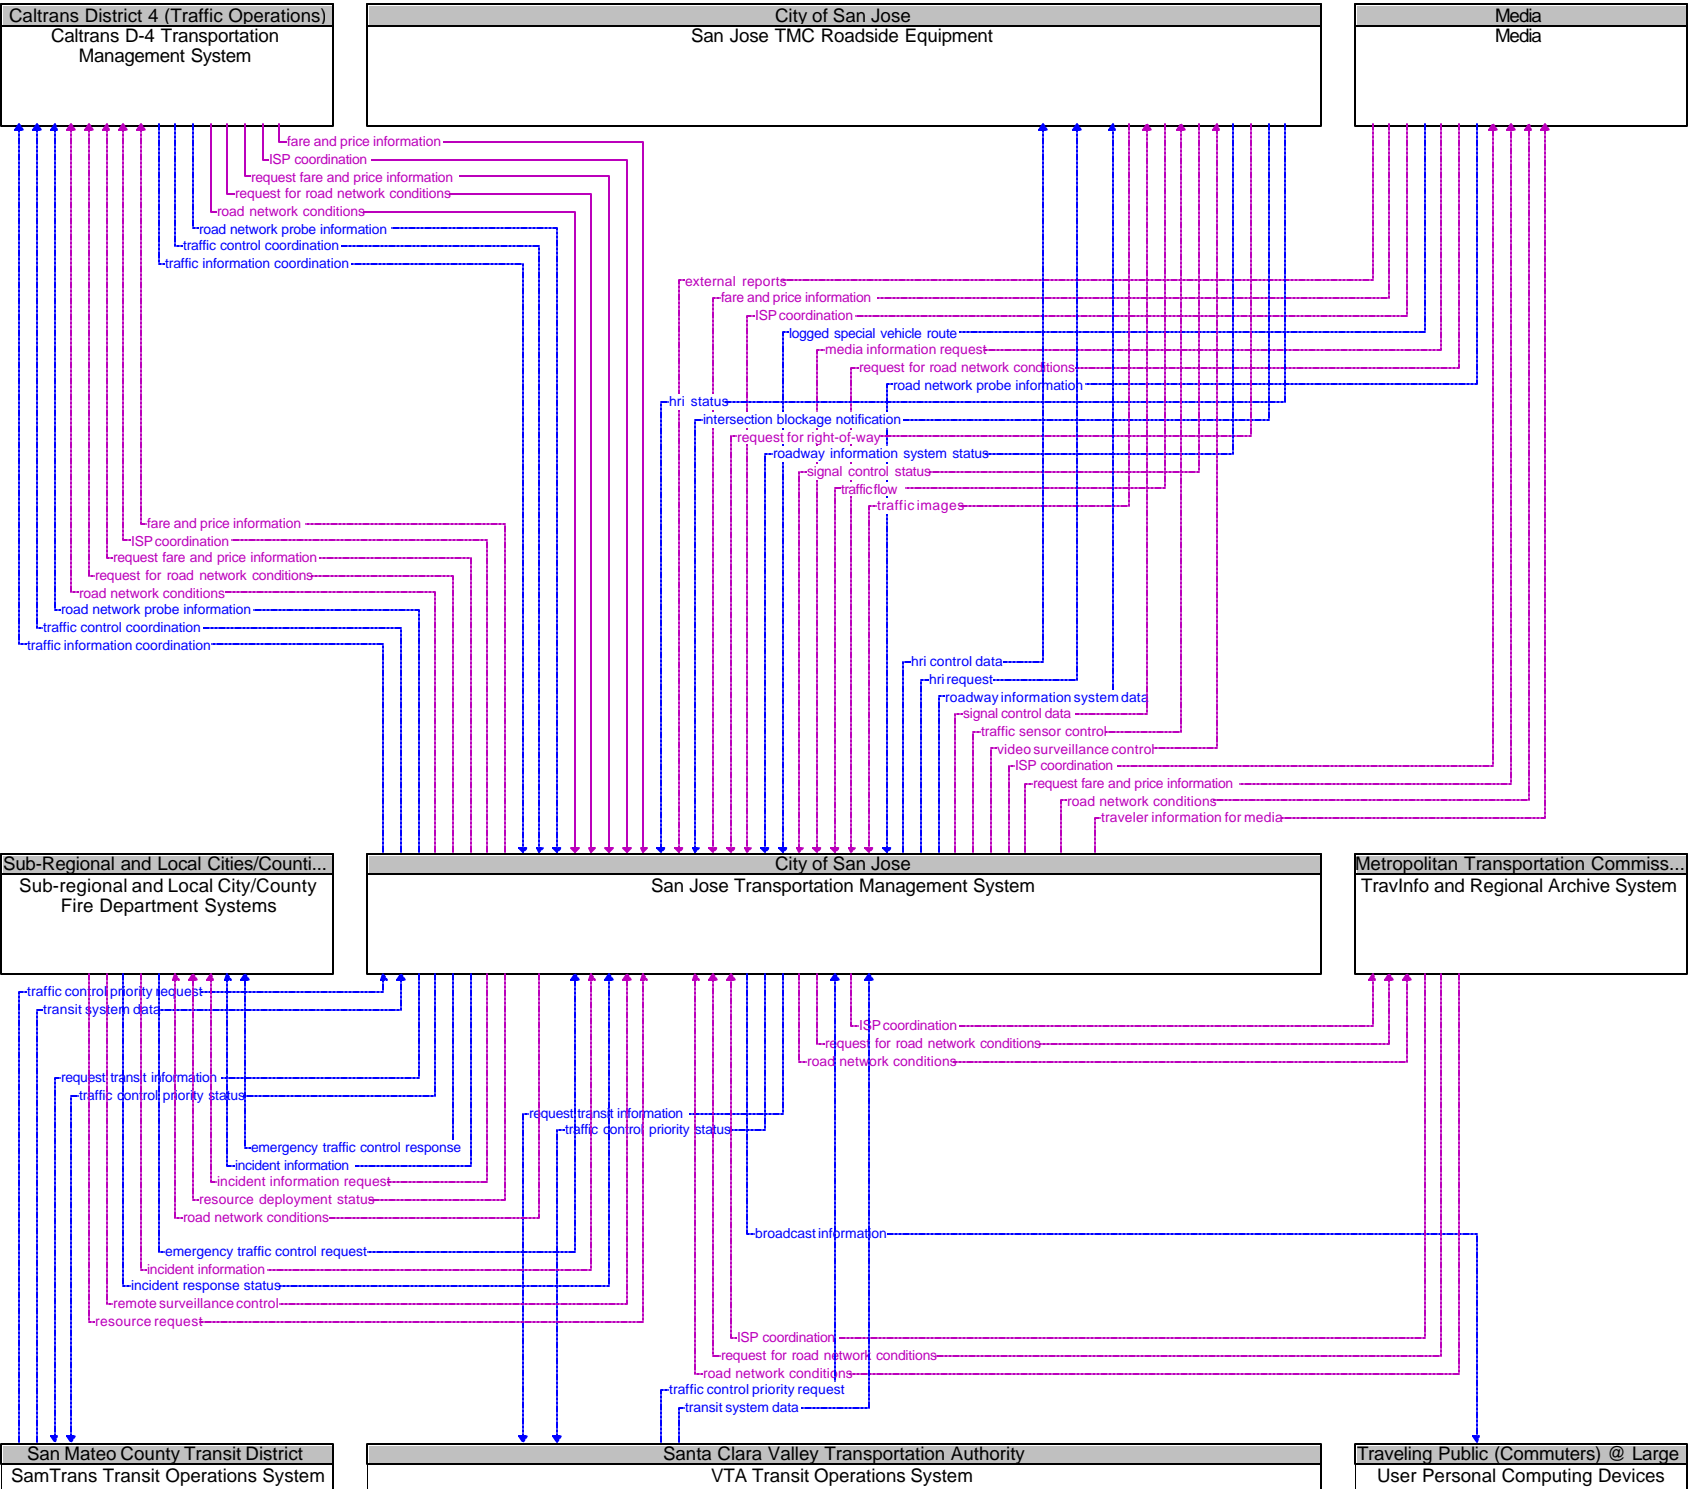 Caltrans District 4 (Traffic Operations)
Caltrans D-4 Transportation
Management System
City of San Jose
San Jose TMC Roadside Equipment
Media
Media
fare and price information
ISP coordination
request fare and price information
request for road network conditions
road network conditions
road network probe information
traffic control coordination
traffic information coordination
external reports
fare and price information
ISP coordination
logged special vehicle route
media information request
request for road network conditions
road network probe information
hri status
intersection blockage notification
request for right-of-way
roadway information system status
signal control status
traffic flow
traffic images
fare and price information
ISP coordination
request fare and price information
request for road network conditions
road network conditions
road network probe information
traffic control coordination
traffic information coordination
hri control data
hri request
roadway information system data
signal control data
traffic sensor control
video surveillance control
ISP coordination
request fare and price information
road network conditions
traveler information for media
Sub-Regional and Local Cities/Counti...
Sub-regional and Local City/County
Fire Department Systems
City of San Jose
San Jose Transportation Management System
Metropolitan Transportation Commiss...
TravInfo and Regional Archive System
traffic control priority request
transit system data
ISP coordination
request for road network conditions
road network conditions
request transit information
traffic control priority status
request transit information
traffic control priority status
emergency traffic control response
incident information
incident information request
resource deployment status
road network conditions
broadcast information
emergency traffic control request
incident information
incident response status
remote surveillance control
resource request
ISP coordination
request for road network conditions
road network conditions
traffic control priority request
transit system data
San Mateo County Transit District
SamTrans Transit Operations System
Santa Clara Valley Transportation Authority
VTA Transit Operations System
Traveling Public (Commuters) @ Large
User Personal Computing Devices